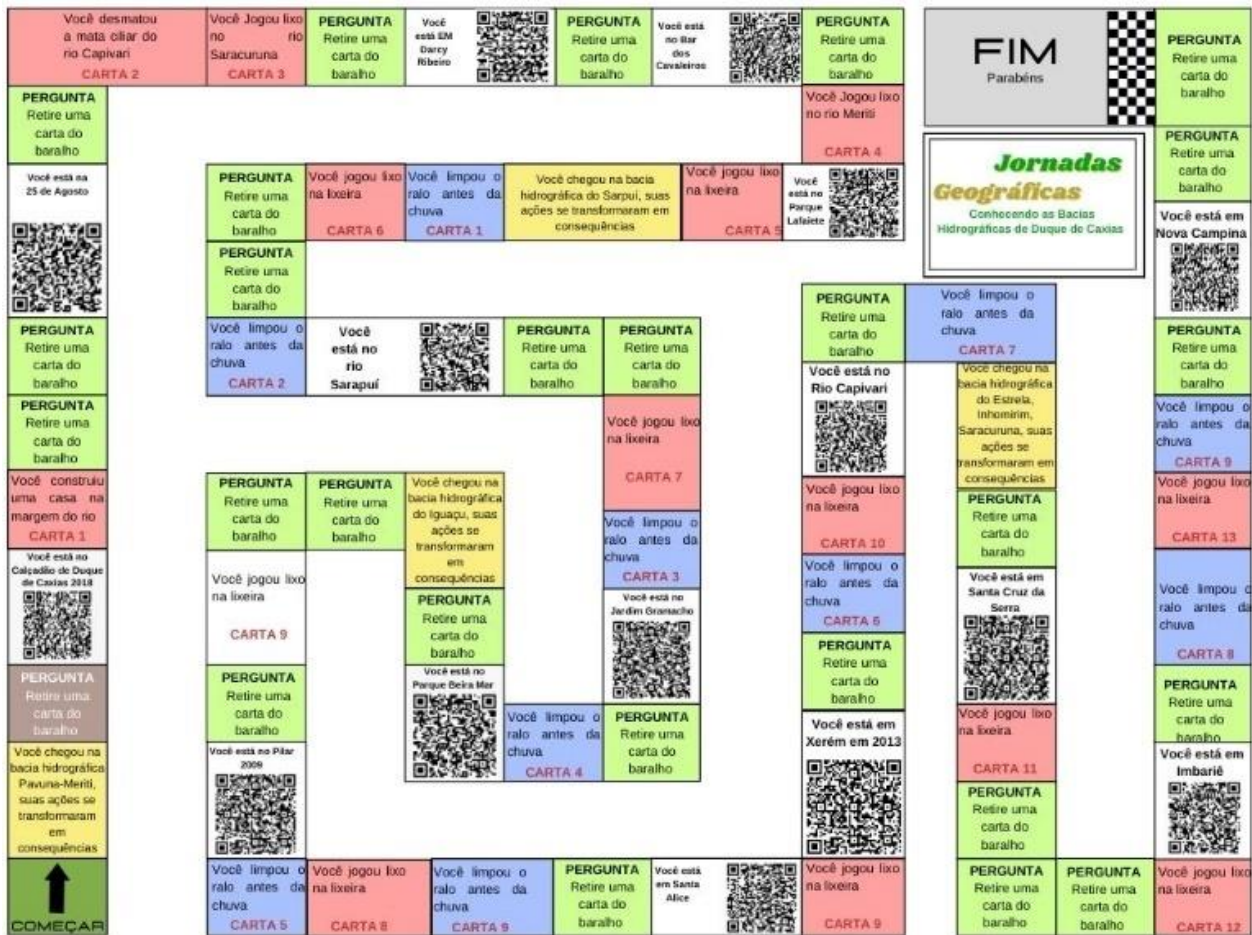 Você desmatou
a mata ciliar do
rio Capivari
CARTA 2
Você Jogou lixo
no rio
Saracuruna
CARTA 3
PERGUNTA
Retire uma
carta do
baralho
Você
está EM
Darcy
Ribeiro
PERGUNTA
Retire uma
carta do
baralho
Você está
no Bar
dos
Cavaleiros
PERGUNTA
Retire uma
carta do
baralho
FIM
Parabéns
PERGUNTA
Retire uma
carta do
baralho
PERGUNTA
Retire uma
carta do
baralho
Você Jogou lixo
no rio Meriti
CARTA 4
Jornadas
Geográficas
Conhecendo as Bacias
Hidrográficas de Duque de Caxias
PERGUNTA
Retire uma
carta do
baralho
Você está na
25 de Agosto
PERGUNTA
Retire uma
carta do
baralho
Você jogou lixo
na lixeira
CARTA 6
Você limpou o
ralo antes da
chuva
CARTA 1
Você chegou na bacia
hidrográfica do Sarpuí, suas
ações se transformaram em
consequências
Você jogou lixo
na lixeira
CARTA 5
Você
está no
Parque
Lafaiete
Você está em
Nova Campina
PERGUNTA
Retire uma
carta do
baralho
PERGUNTA
Retire uma
carta do
baralho
Você limpou o
ralo antes da
chuva
CARTA 7
PERGUNTA
Retire uma
carta do
baralho
Você limpou o
ralo antes da
chuva
CARTA 2
Você
está no
rio
Sarapuí
PERGUNTA
Retire uma
carta do
baralho
PERGUNTA
Retire uma
carta do
baralho
PERGUNTA
Retire uma
carta do
baralho
Você está no
Rio Capivari
Você chegou na
bacia hidrográfica
do Estrela,
Inhomirim,
Saracuruna, suas
ações se
transformaram em
consequências
PERGUNTA
Retire uma
carta do
baralho
Você jogou lixo
na lixeira
CARTA 7
Você limpou o
ralo antes da
chuva
CARTA 9
Você construiu
uma casa na
margem do rio
CARTA 1
PERGUNTA
Retire uma
carta do
baralho
PERGUNTA
Retire uma
carta do
baralho
Você chegou na
bacia hidrográfica
do Iguaçu, suas
ações se
transformaram
em
consequências
Você jogou lixo
na lixeira
CARTA 10
PERGUNTA
Retire uma
carta do
baralho
Você jogou lixo
na lixeira
CARTA 13
Você está no
Calçadão de Duque
de Caxias 2018
Você jogou lixo
na lixeira
CARTA 9
Você limpou o
ralo antes da
chuva
CARTA 3
Você limpou o
ralo antes da
chuva
CARTA 6
Você está em
Santa Cruz da
Serra
Você limpou o
ralo antes da
chuva
CARTA 8
PERGUNTA
Retire uma
carta do
baralho
Você está no
Jardim Gramacho
PERGUNTA
Retire uma
carta do
baralho
PERGUNTA
Retire uma
carta do
baralho
PERGUNTA
Retire uma
carta do
baralho
Você está no
Parque Beira Mar
PERGUNTA
Retire uma
carta do
baralho
Você limpou o
ralo antes da
chuva
CARTA 4
PERGUNTA
Retire uma
carta do
baralho
Você está em
Xerém em 2013
Você jogou lixo
na lixeira
CARTA 11
Você chegou na
bacia hidrográfica
Pavuna-Meriti,
suas ações se
transformaram
em
consequências
Você está no Pilar
2009
Você está em
Imbariê
PERGUNTA
Retire uma
carta do
baralho
COMEÇAR
Você limpou o
ralo antes da
chuva
CARTA 5
Você jogou lixo
na lixeira
CARTA 8
Você limpou o
ralo antes da
chuva
CARTA 9
PERGUNTA
Retire uma
carta do
baralho
Você está
em Santa
Alice
Você jogou lixo
na lixeira
CARTA 9
PERGUNTA
Retire uma
carta do
baralho
PERGUNTA
Retire uma
carta do
baralho
Você jogou lixo
na lixeira
CARTA 12